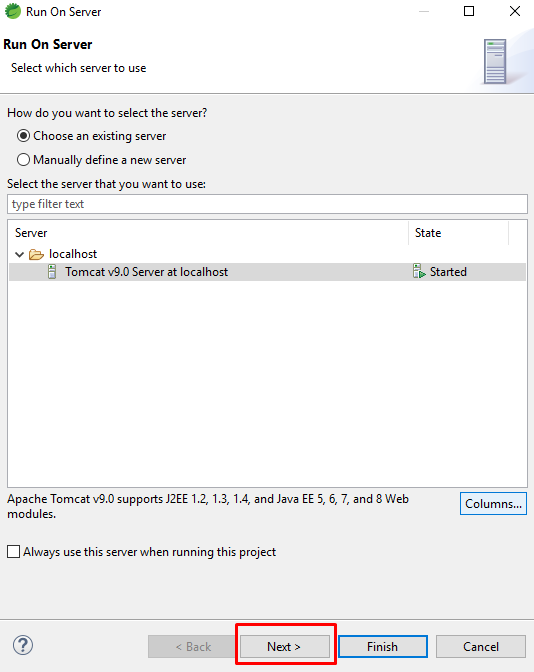 Run On Server
Run On Server
Select which server to use
How do you want to select the server?
Choose an existing server
Manually define a new server
Select the server that you want to use:
type filter text
Server State
localhost
Tomcat v9.0 Server at localhost Started
Apache Tomcat v9.0 supports J2EE 1.2, 1.3, 1.4, and Java EE 5, 6, 7, and 8 Web
modules.
Columns...
Always use this server when running this project
? < Back Next > Finish Cancel